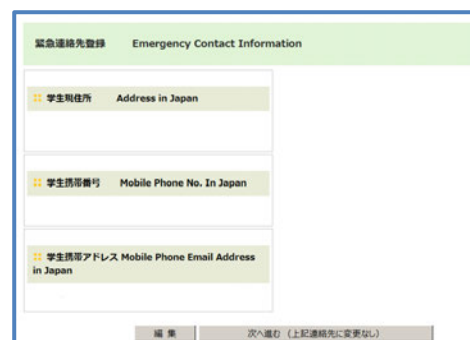 緊急連絡先登録 Emergency Contact Information
学生現住所 Address in Japan
学生携帯番号 Mobile Phone No. In Japan
学生携帯アドレス Mobile Phone Email Address
in Japan
編集 次へ進む（上記連絡先に変更なし）